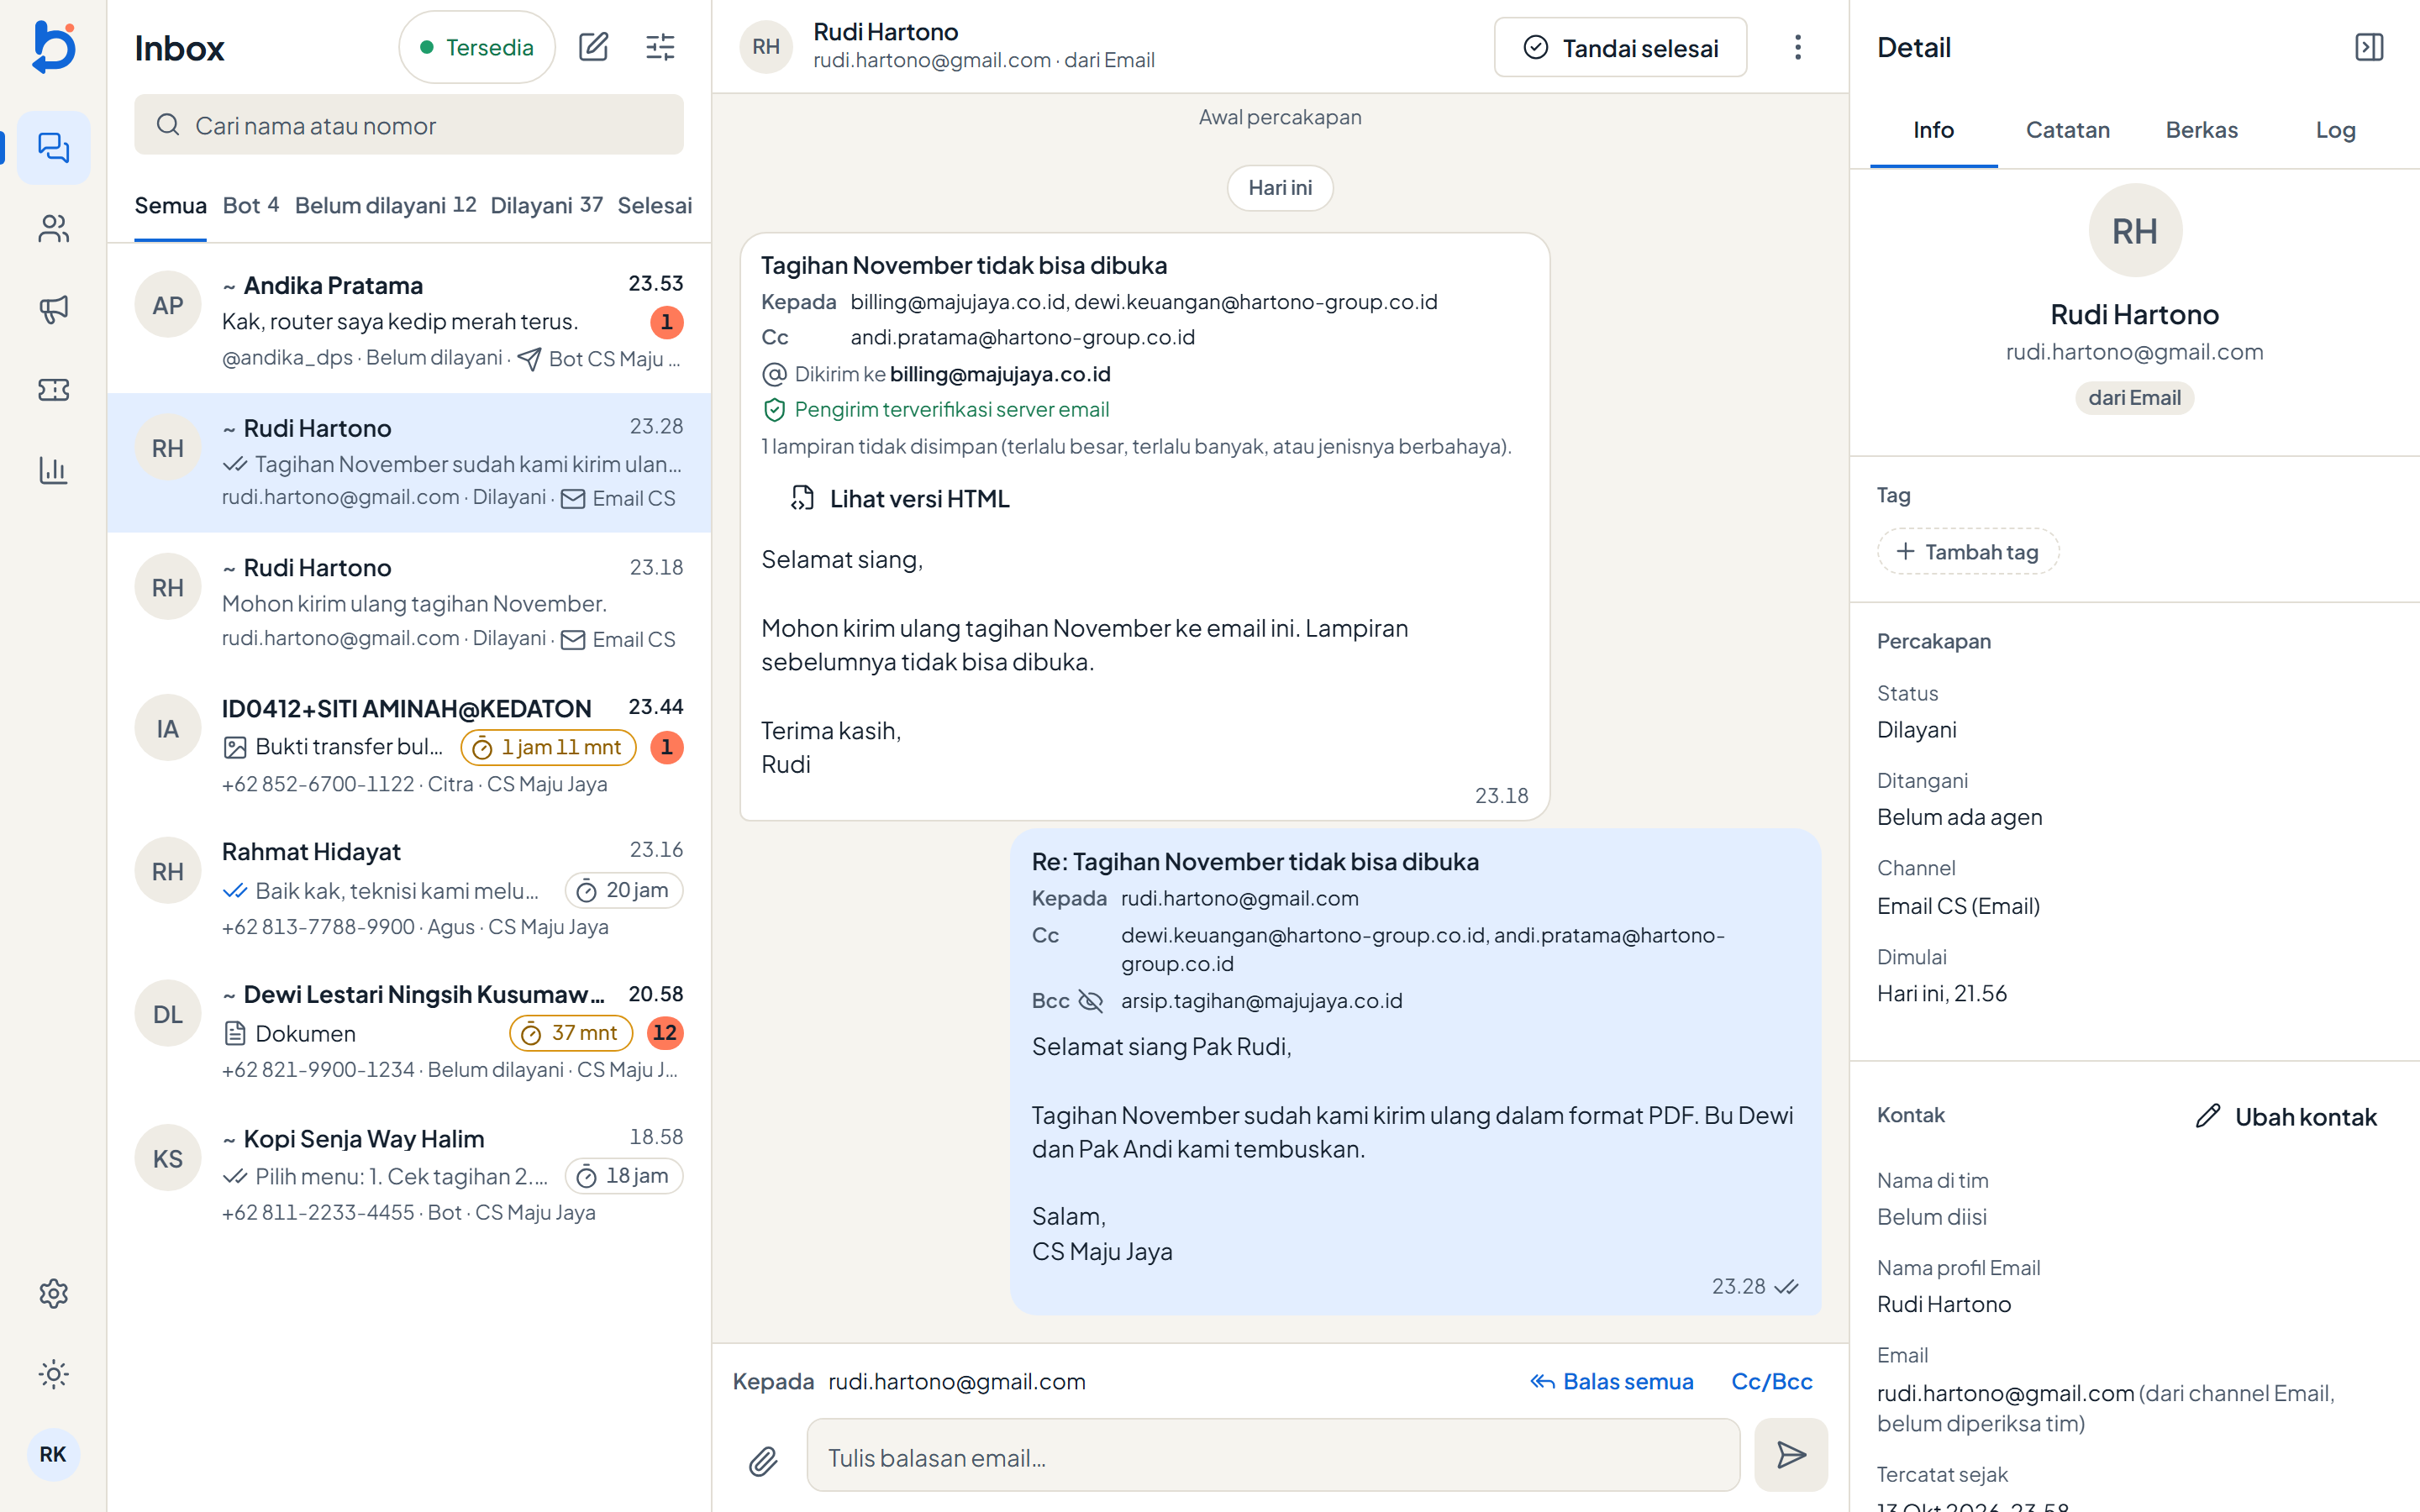 Inbox
Tersedia
Cari nama atau nomor
Semua Bot 4 Belum dilayani 12 Dilayani 37 Selesai
AP
~ Andika Pratama 23.53
Kak, router saya kedip merah terus. 1
@andika_dps · Belum dilayani · Bot CS Maju ...
RH
~ Rudi Hartono 23.28
Tagihan November sudah kami kirim ulan...
rudi.hartono@gmail.com · Dilayani · Email CS
RH
~ Rudi Hartono 23.18
Mohon kirim ulang tagihan November.
rudi.hartono@gmail.com · Dilayani · Email CS
IA
ID0412+SITI AMINAH@KEDATON 23.44
Bukti transfer bul... 1 jam 11 mnt 1
+62 852-6700-1122 · Citra · CS Maju Jaya
RH
Rahmat Hidayat 23.16
Baik kak, teknisi kami melu... 20 jam
+62 813-7788-9900 · Agus · CS Maju Jaya
DL
~ Dewi Lestari Ningsih Kusumaw... 20.58
Dokumen 37 mnt 12
+62 821-9900-1234 · Belum dilayani · CS Maju J...
KS
~ Kopi Senja Way Halim 18.58
Pilih menu: 1. Cek tagihan 2.... 18 jam
+62 811-2233-4455 · Bot · CS Maju Jaya
RK
RH
Rudi Hartono
rudi.hartono@gmail.com · dari Email
Tandai selesai
Awal percakapan
Hari ini
Tagihan November tidak bisa dibuka
Kepada billing@majujaya.co.id, dewi.keuangan@hartono-group.co.id
Cc andi.pratama@hartono-group.co.id
Dikirim ke billing@majujaya.co.id
Pengirim terverifikasi server email
1 lampiran tidak disimpan (terlalu besar, terlalu banyak, atau jenisnya berbahaya).
Lihat versi HTML
Selamat siang,
Mohon kirim ulang tagihan November ke email ini. Lampiran
sebelumnya tidak bisa dibuka.
Terima kasih,
Rudi
23.18
Re: Tagihan November tidak bisa dibuka
Kepada rudi.hartono@gmail.com
Cc dewi.keuangan@hartono-group.co.id, andi.pratama@hartono-
group.co.id
Bcc arsip.tagihan@majujaya.co.id
Selamat siang Pak Rudi,
Tagihan November sudah kami kirim ulang dalam format PDF. Bu Dewi
dan Pak Andi kami tembuskan.
Salam,
CS Maju Jaya
23.28
Kepada rudi.hartono@gmail.com Balas semua Cc/Bcc
Tulis balasan email...
Detail
Info Catatan Berkas Log
RH
Rudi Hartono
rudi.hartono@gmail.com
dari Email
Tag
Tambah tag
Percakapan
Status
Dilayani
Ditangani
Belum ada agen
Channel
Email CS (Email)
Dimulai
Hari ini, 21.56
Kontak Ubah kontak
Nama di tim
Belum diisi
Nama profil Email
Rudi Hartono
Email
rudi.hartono@gmail.com (dari channel Email,
belum diperiksa tim)
Tercatat sejak
13 Okt 2026, 23.58